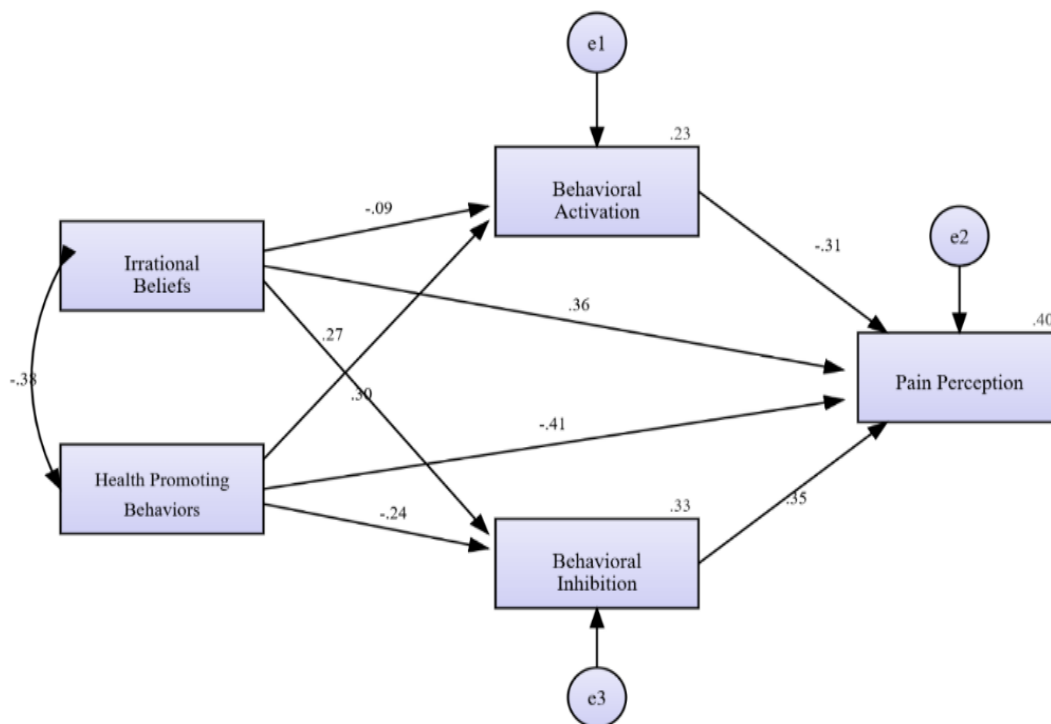 e1
.23
Behavioral
Activation
-.09
-.31
e2
Irrational
Beliefs
.36
.27
.40
Pain Perception
-.38
.30
-.41
Health Promoting
Behaviors
-.24
.33
.35
Behavioral
Inhibition
e3